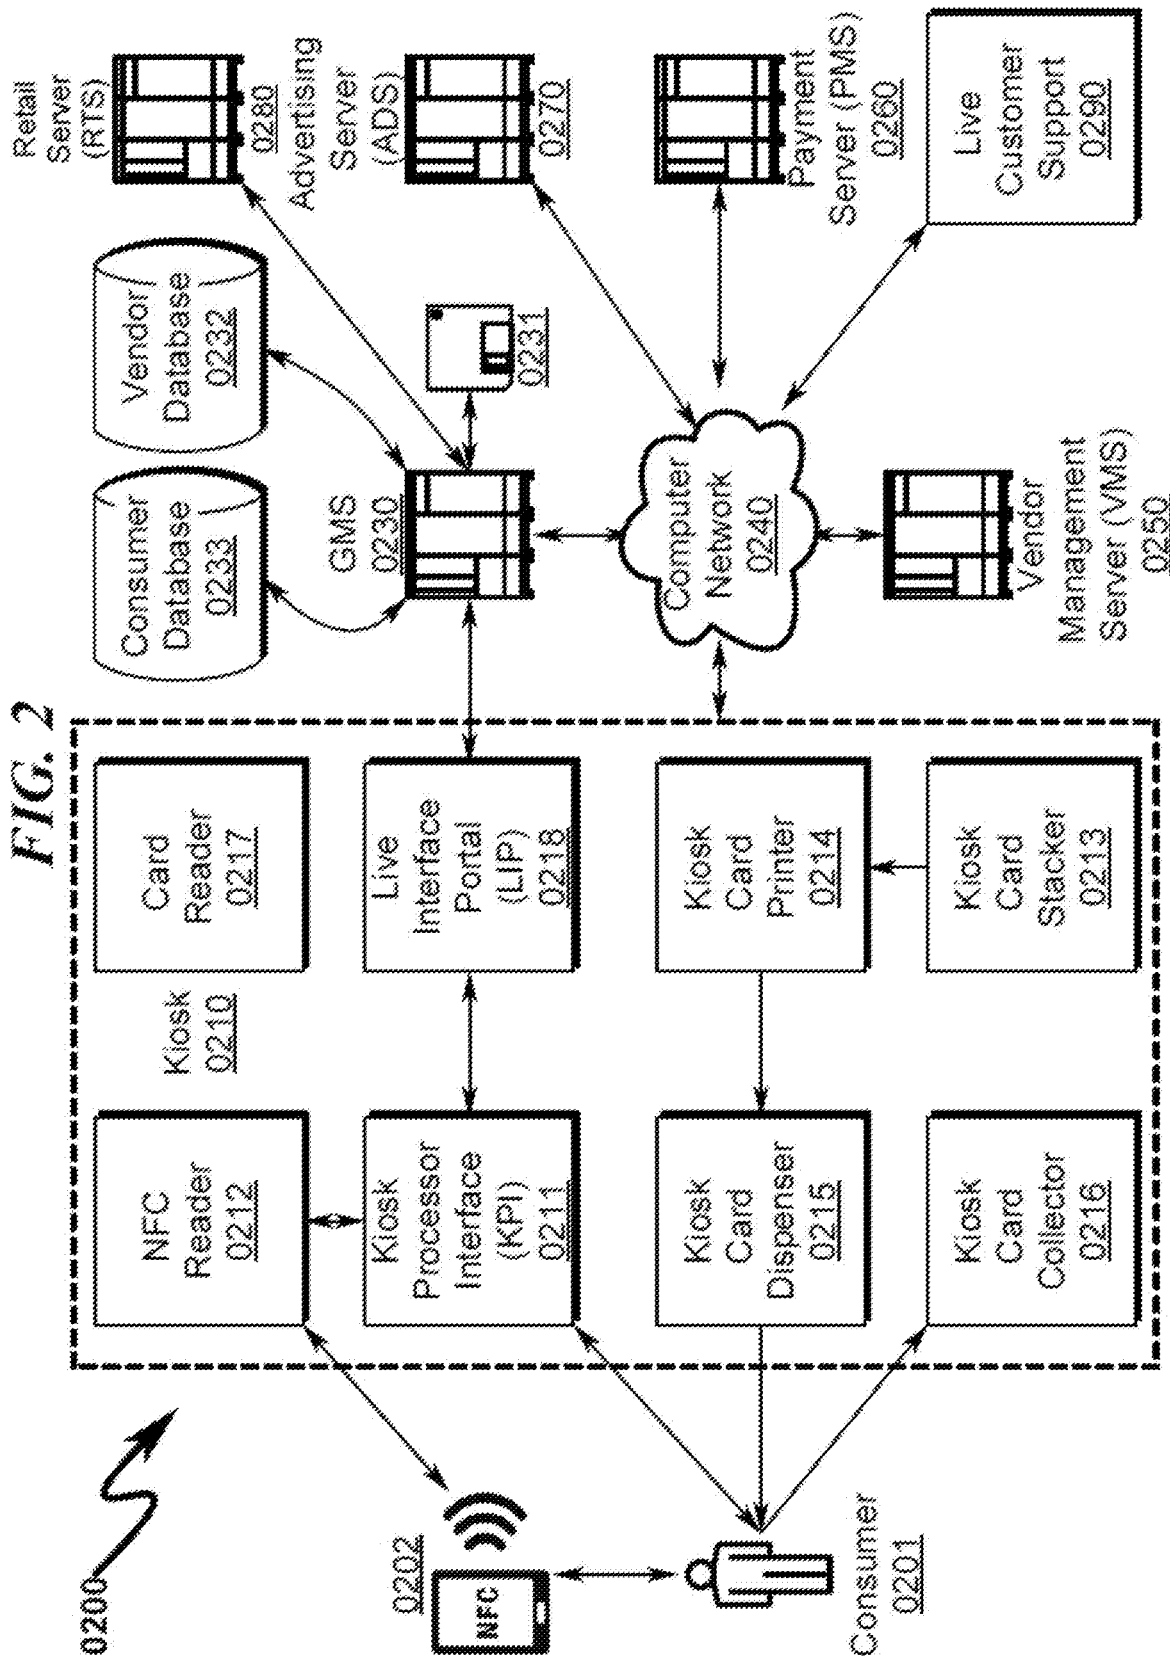 FIG. 2
0200
0202
NFC
Consumer
0201
Kiosk
0210
NFC
Reader
0212
Card
Reader
0217
Kiosk
Processor
Interface
(KPI)
0211
Live
Interface
Portal
(LIP)
0218
Kiosk
Card
Dispenser
0215
Kiosk
Card
Printer
0214
Kiosk
Card
Collector
0216
Kiosk
Card
Stacker
0213
Consumer
Database
0233
Vendor
Database
0232
GMS
0230
0231
Computer
Network
0240
Vendor
Management
Server (VMS)
0250
Retail
Server
(RTS)
0280
Advertising
Server
(ADS)
0270
Payment
Server (PMS)
0260
Live
Customer
Support
0290